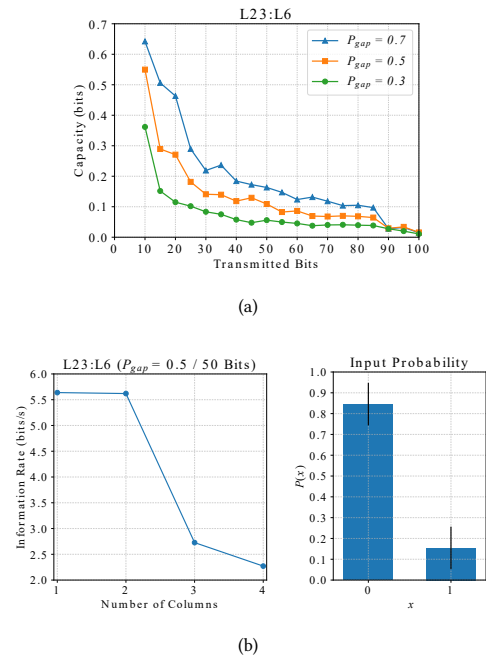 L23:L6
0.7
0.6
0.5
0.4
0.3
0.2
0.1
0.0
Capacity (bits)
P_gap = 0.7
P_gap = 0.5
P_gap = 0.3
0 10 20 30 40 50 60 70 80 90 100
Transmitted Bits
(a)
L23:L6 (P_gap = 0.5 / 50 Bits)
6.0
5.5
5.0
4.5
4.0
3.5
3.0
2.5
2.0
Information Rate (bits/s)
1 2 3 4
Number of Columns
Input Probability
1.0
0.9
0.8
0.7
0.6
0.5
0.4
0.3
0.2
0.1
0.0
P(x)
0 1
x
(b)